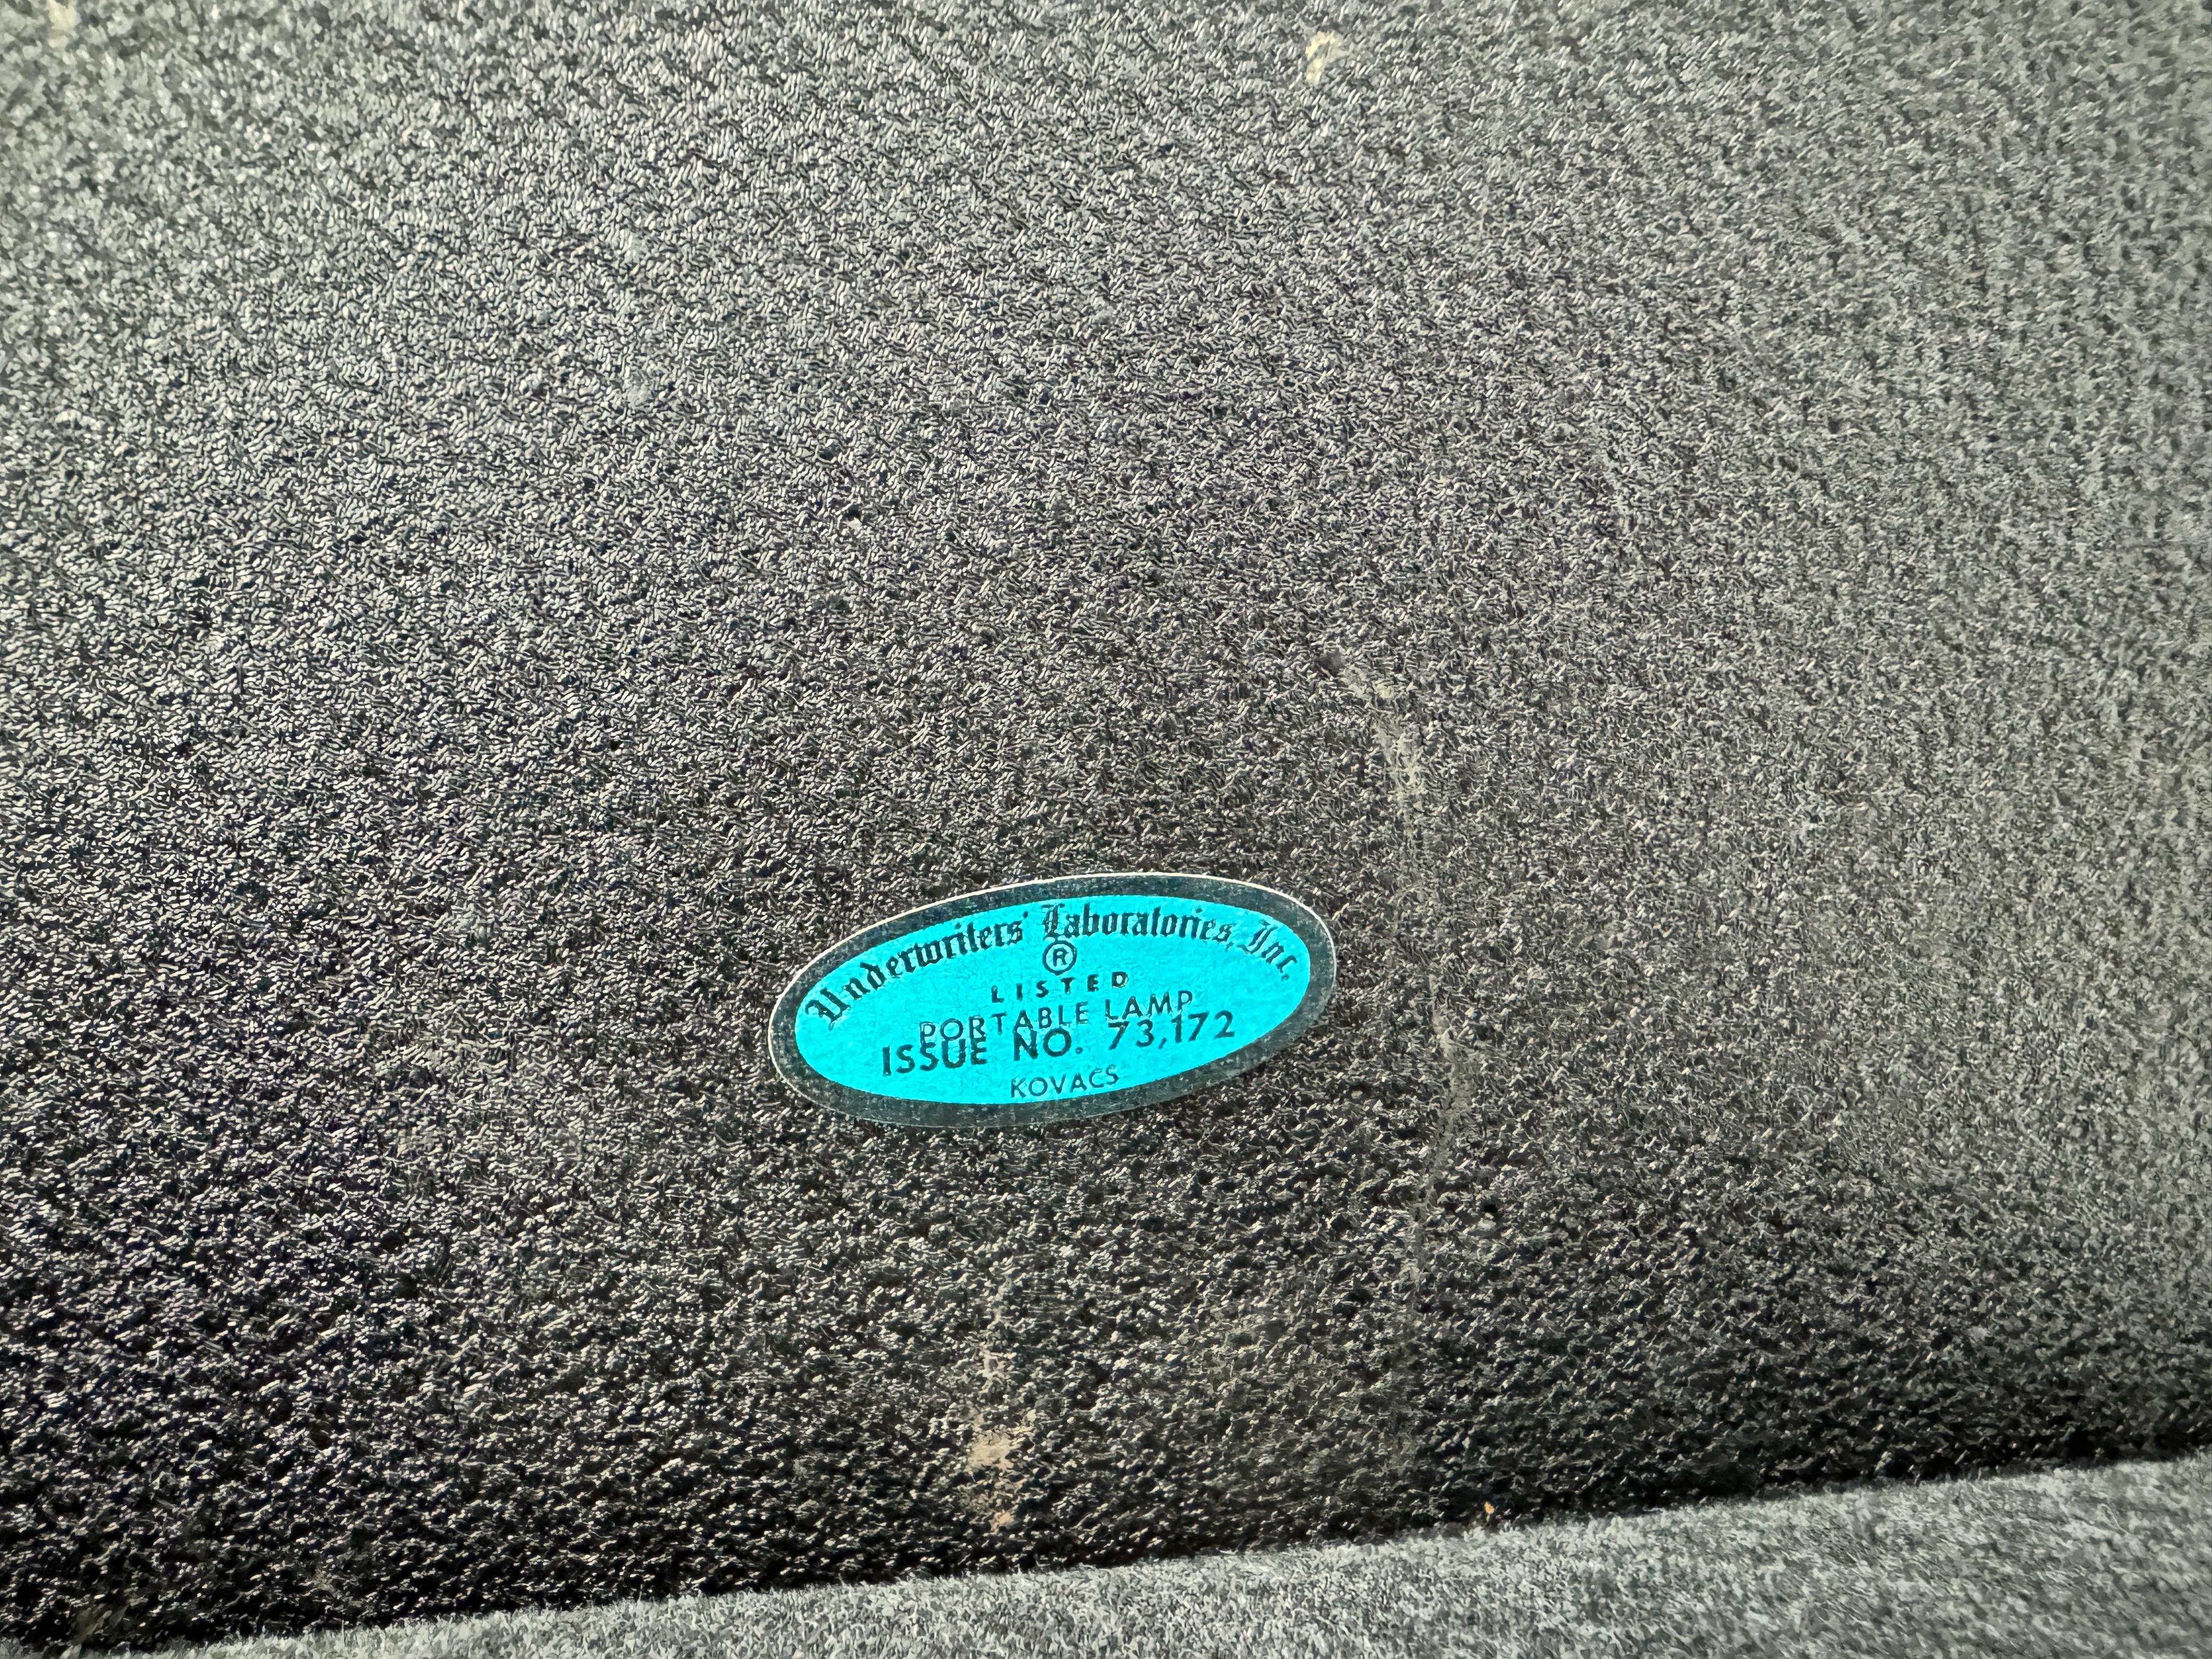 Underwriters' Laboratories, Inc.
®
LISTED
PORTABLE LAMP
ISSUE NO. 73,172
KOVACS